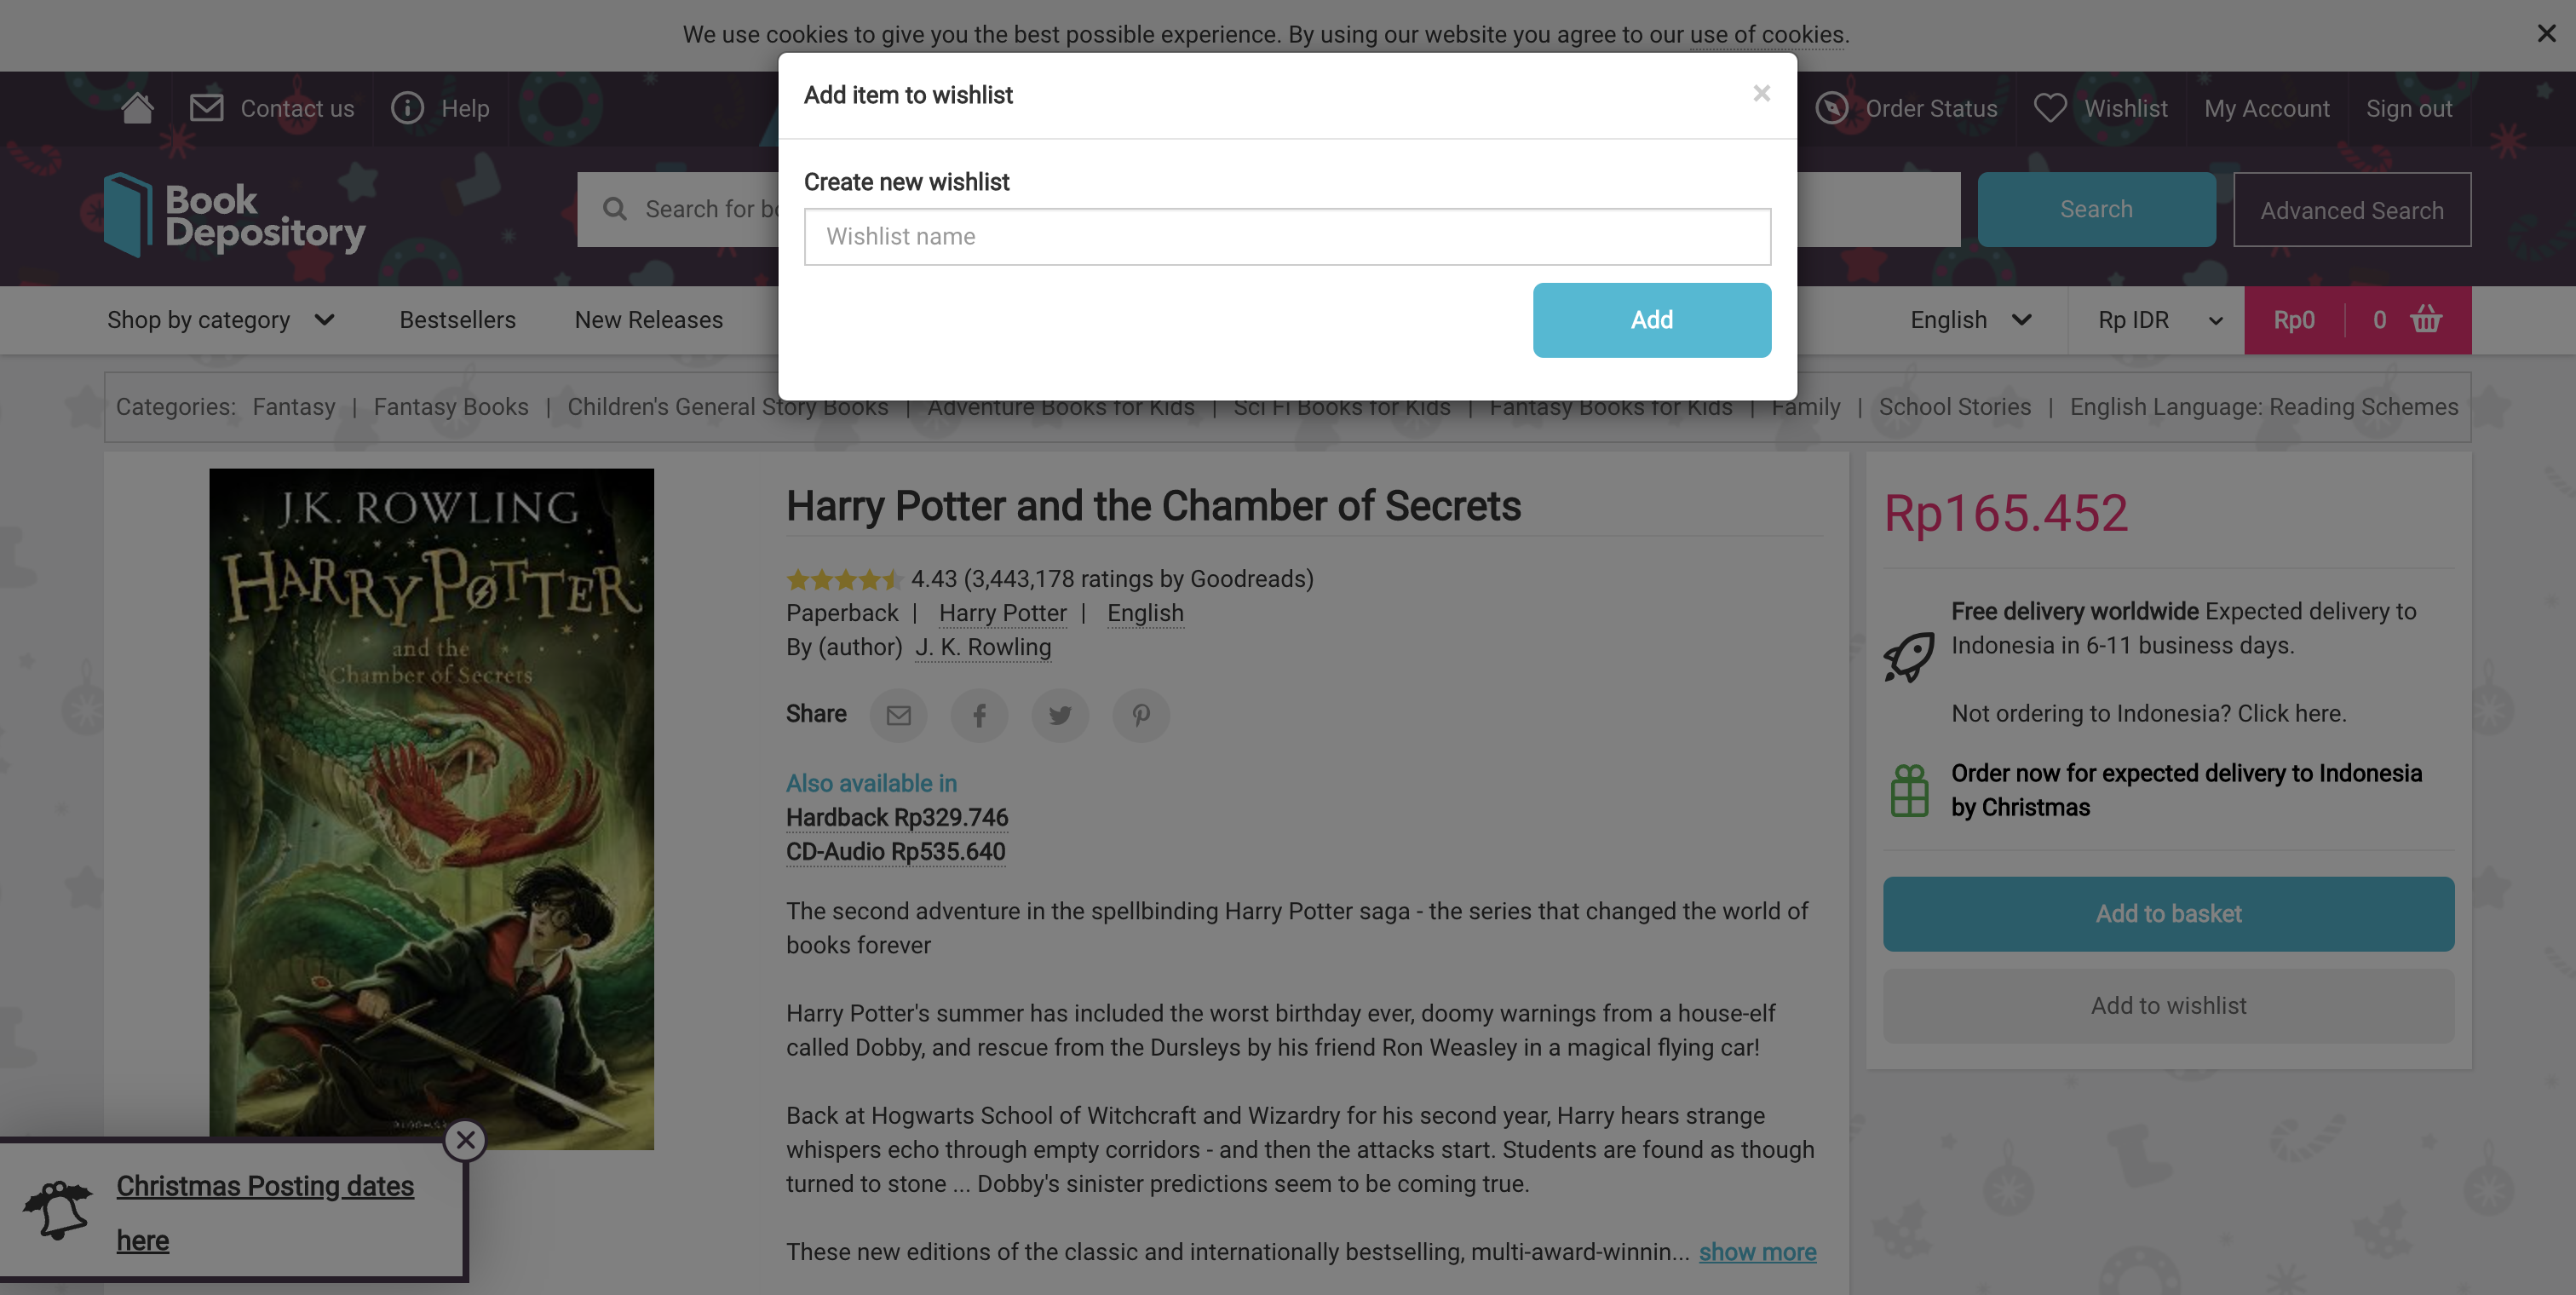 We use cookies to give you the best possible experience. By using our website you agree to our use of cookies.
Add item to wishlist
Create new wishlist
Wishlist name
Add
Contact us
Help
Order Status
Wishlist
My Account
Sign out
Book
Depository
Search for bo
Search
Advanced Search
Shop by category
Bestsellers
New Releases
English
Rp IDR
Rp0
0
Categories: Fantasy | Fantasy Books | Children's General Story Books | Adventure Books for Kids | Sci Fi Books for Kids | Fantasy Books for Kids | Family | School Stories | English Language: Reading Schemes
J.K. ROWLING
HARRY POTTER
and the
Chamber of Secrets
Harry Potter and the Chamber of Secrets
4.43 (3,443,178 ratings by Goodreads)
Paperback | Harry Potter | English
By (author) J. K. Rowling
Share
Also available in
Hardback Rp329.746
CD-Audio Rp535.640
The second adventure in the spellbinding Harry Potter saga - the series that changed the world of
books forever
Harry Potter's summer has included the worst birthday ever, doomy warnings from a house-elf
called Dobby, and rescue from the Dursleys by his friend Ron Weasley in a magical flying car!
Back at Hogwarts School of Witchcraft and Wizardry for his second year, Harry hears strange
whispers echo through empty corridors - and then the attacks start. Students are found as though
turned to stone ... Dobby's sinister predictions seem to be coming true.
These new editions of the classic and internationally bestselling, multi-award-winnin... show more
Rp165.452
Free delivery worldwide Expected delivery to
Indonesia in 6-11 business days.
Not ordering to Indonesia? Click here.
Order now for expected delivery to Indonesia
by Christmas
Add to basket
Add to wishlist
Christmas Posting dates
here